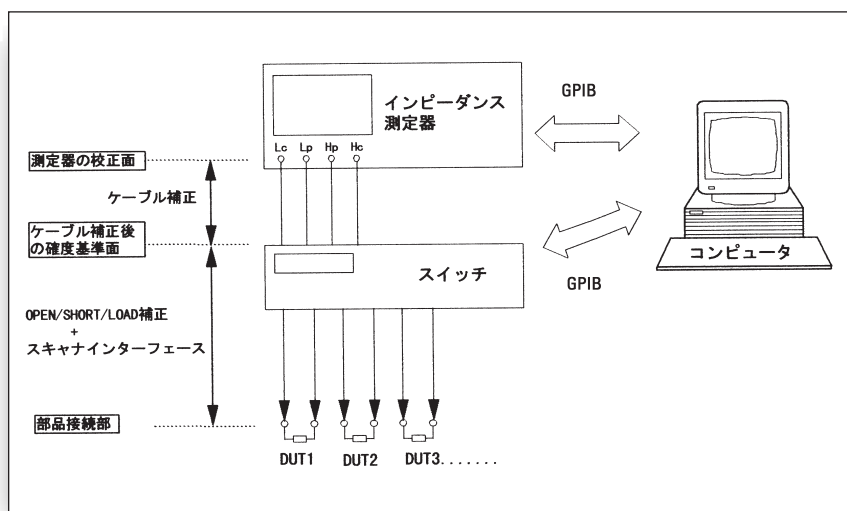 インピーダンス
測定器
Lc Lp Hp Hc
GPIB
測定器の校正面
ケーブル補正
ケーブル補正後
の確度基準面
スイッチ
GPIB
コンピュータ
OPEN/SHORT/LOAD補正
+
スキャナインターフェース
部品接続部
DUT1 DUT2 DUT3.......